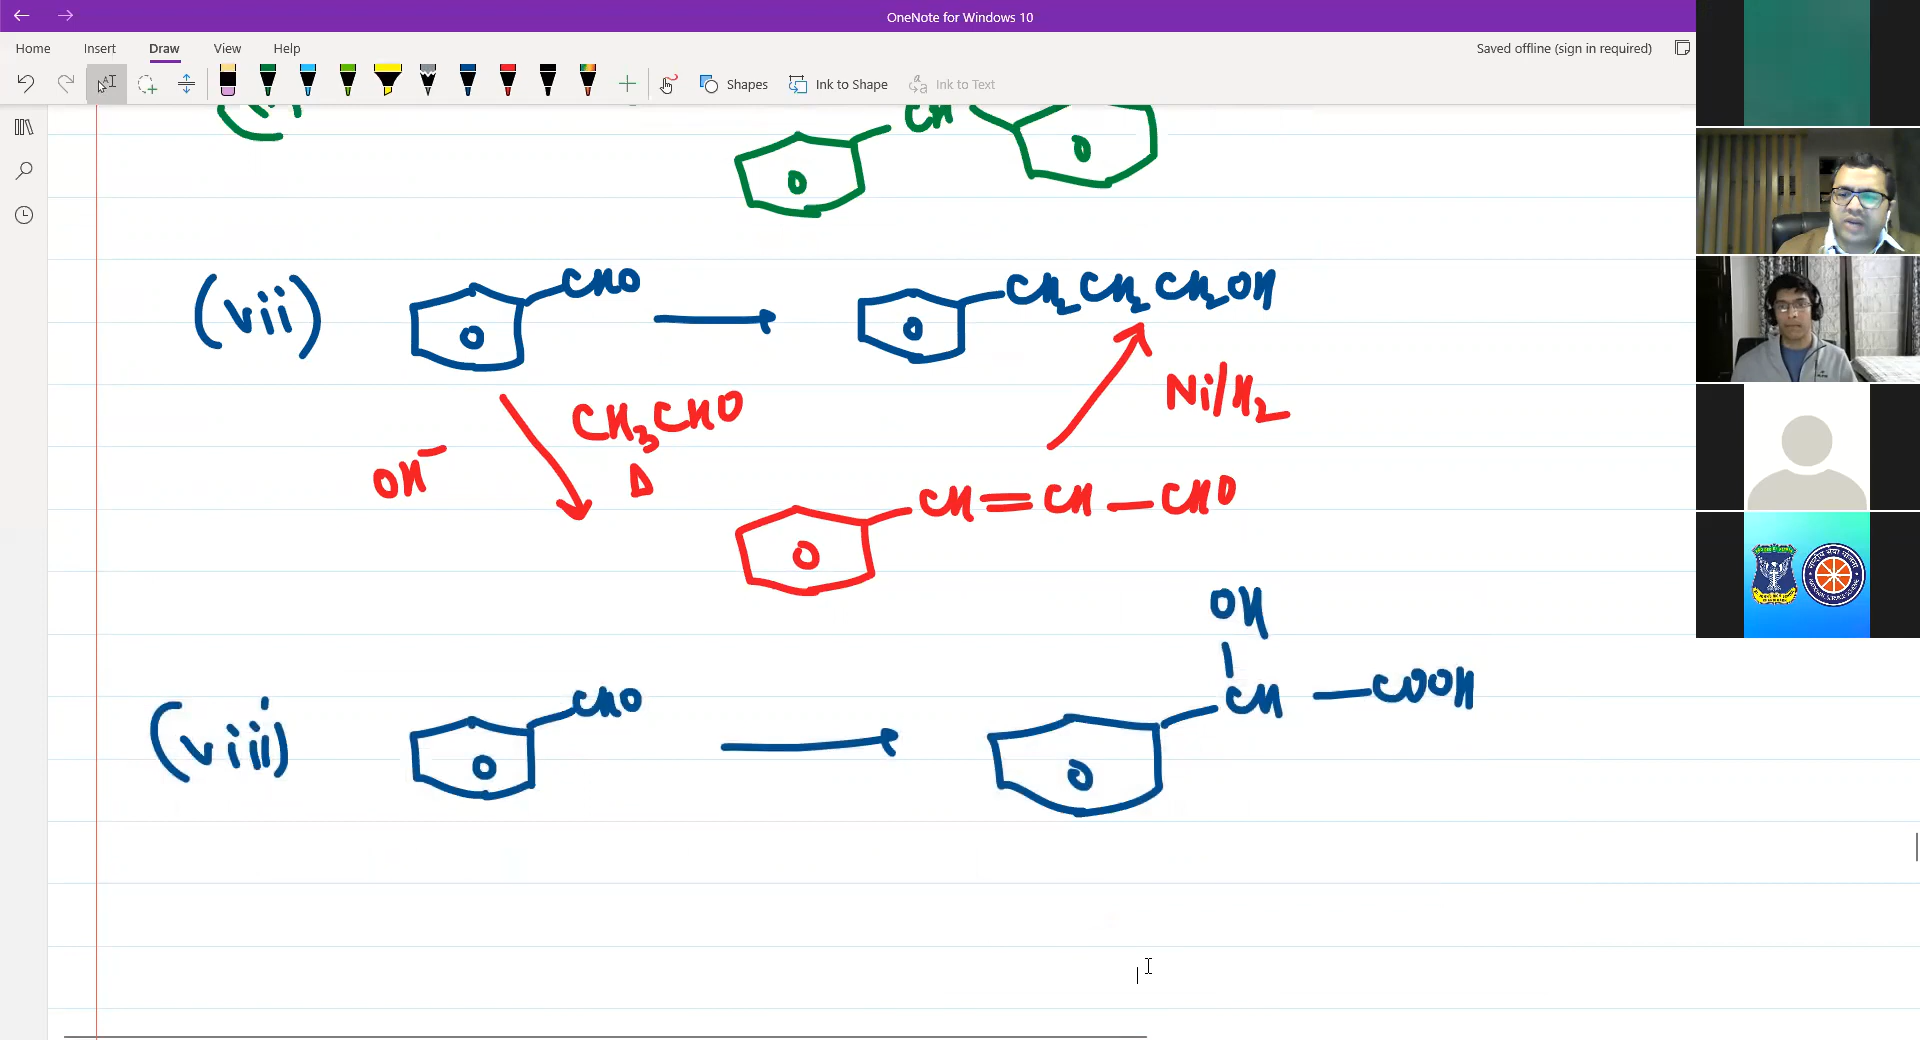 OneNote for Windows 10
Home Insert Draw View Help
Saved offline (sign in required)
Shapes Ink to Shape Ink to Text
CH
(vii) CHO CH2CH2CH2OH
CH3CHO Ni/H2
OH- Δ
CH=CH—CHO
OH
(viii) CHO CH—COOH